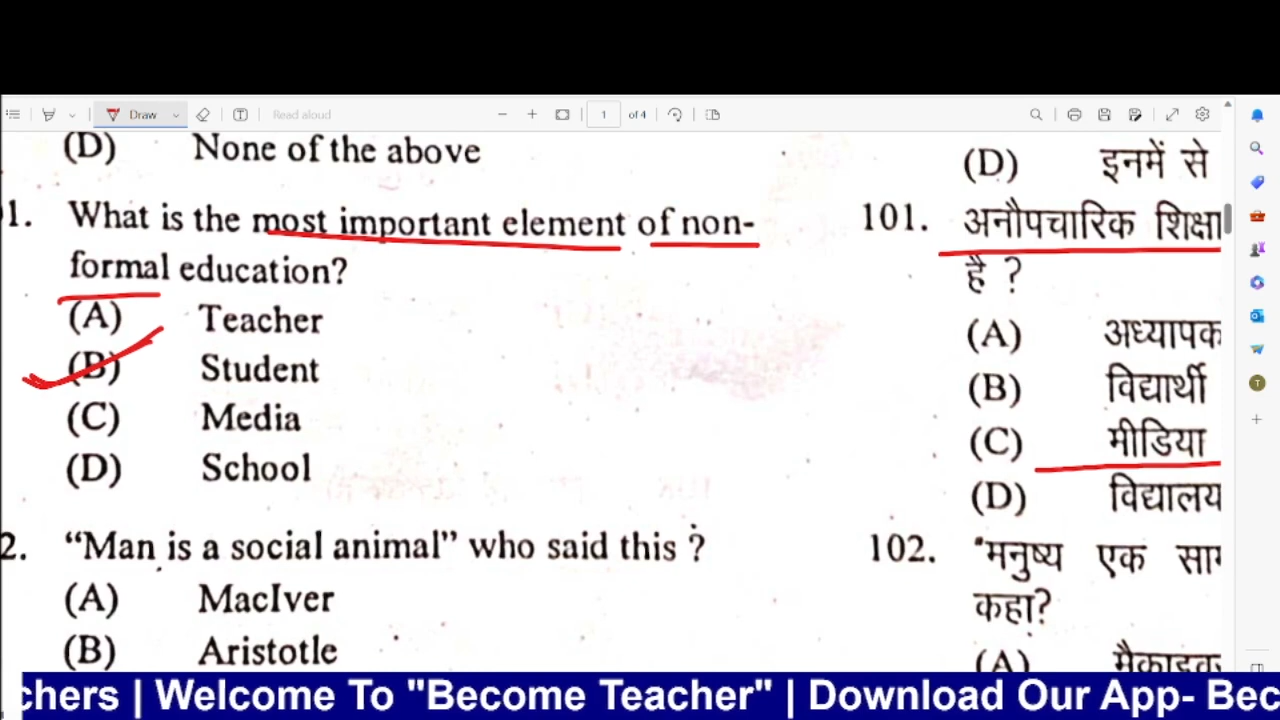 Draw
Read aloud
1
of 4
(D) None of the above
1. What is the most important element of non-
formal education?
(A) Teacher
(B) Student
(C) Media
(D) School
2. “Man is a social animal” who said this ?
(A) MacIver
(B) Aristotle
(D) इनमें से
101. अनौपचारिक शिक्षा
है ?
(A) अध्यापक
(B) विद्यार्थी
(C) मीडिया
(D) विद्यालय
102. "मनुष्य एक
कहा?
(A)
T
chers | Welcome To "Become Teacher" | Download Our App- Bec